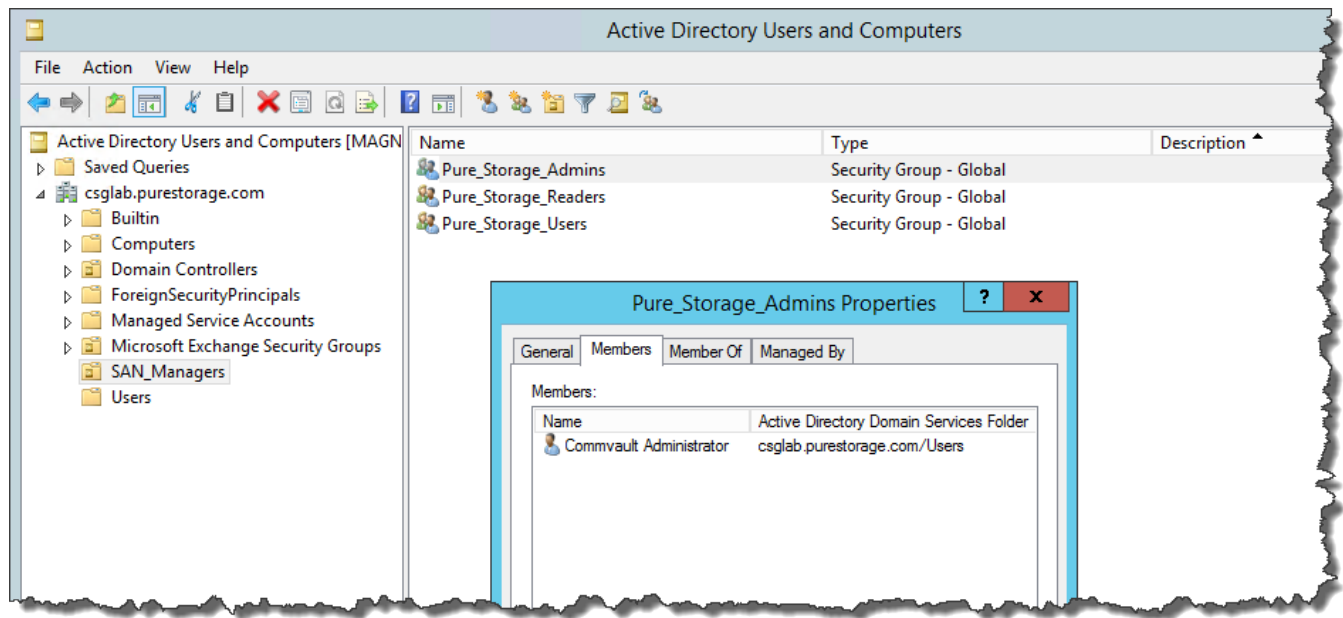 Active Directory Users and Computers
File Action View Help
Active Directory Users and Computers [MAGN
Saved Queries
csglab.purestorage.com
Builtin
Computers
Domain Controllers
ForeignSecurityPrincipals
Managed Service Accounts
Microsoft Exchange Security Groups
SAN_Managers
Users
Name Type Description
Pure_Storage_Admins Security Group - Global
Pure_Storage_Readers Security Group - Global
Pure_Storage_Users Security Group - Global
Pure_Storage_Admins Properties ? x
General Members Member Of Managed By
Members:
Name Active Directory Domain Services Folder
Commvault Administrator csglab.purestorage.com/Users